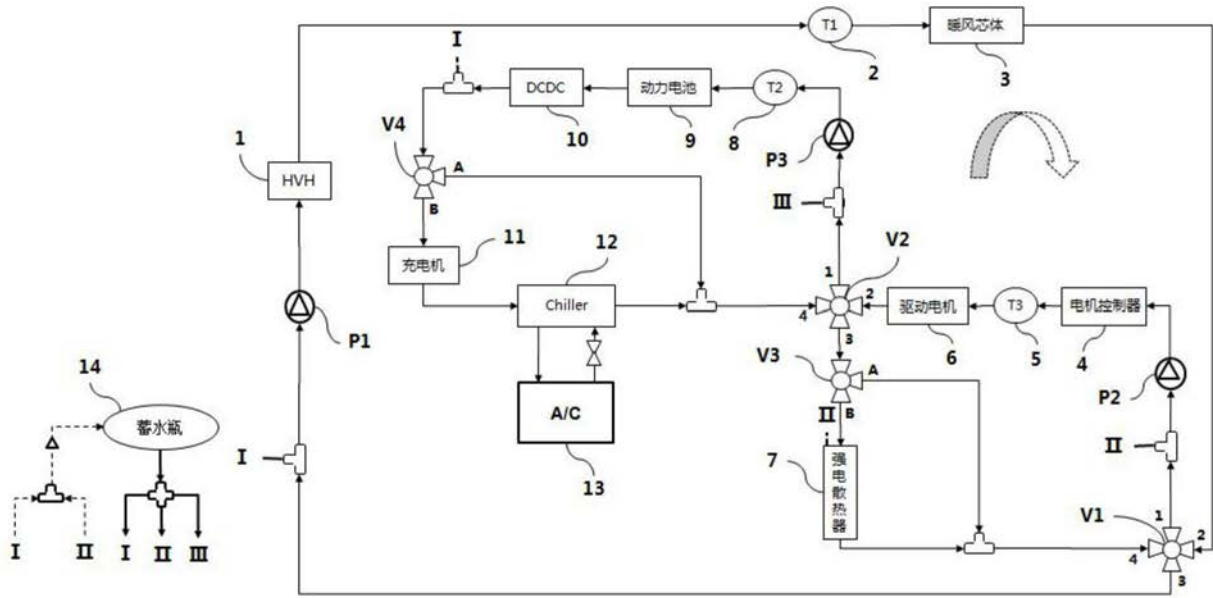 T1
暖风芯体
2
3
I
DCDC
动力电池
T2
10
9
8
P3
V4
A
B
1
HVH
III
11
充电机
12
Chiller
1
V2
2
4
3
驱动电机
T3
电机控制器
6
5
4
P1
V3
A
B
P2
14
蓄水瓶
A/C
13
II
II
7
强
电
散
热
器
I
V1
1
2
4
3
I
II
I
II
III